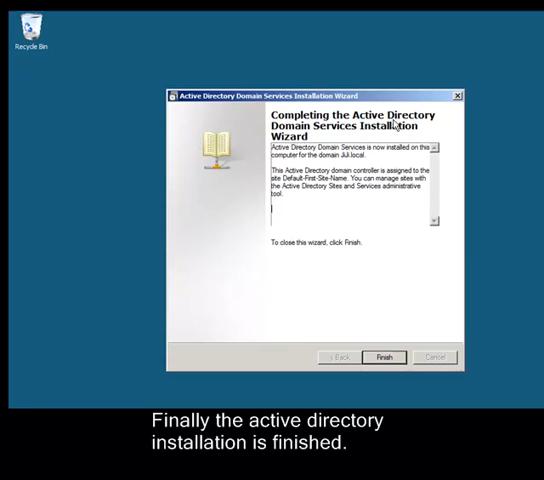 Recycle Bin
Active Directory Domain Services Installation Wizard
Completing the Active Directory
Domain Services Installation
Wizard
Active Directory Domain Services is now installed on this
computer for the domain JiJi.local.
This Active Directory domain controller is assigned to the
site Default-First-Site-Name. You can manage sites with
the Active Directory Sites and Services administrative
tool.
To close this wizard, click Finish.
< Back
Finish
Cancel
Finally the active directory
installation is finished.